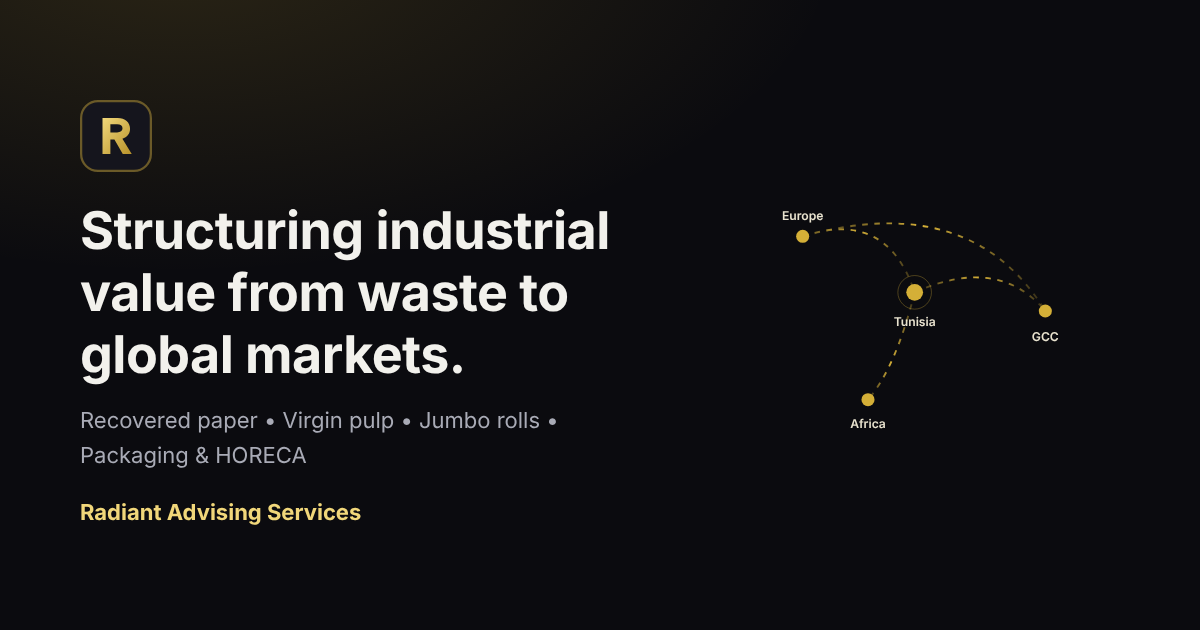 R
Structuring industrial
value from waste to
global markets.
Recovered paper • Virgin pulp • Jumbo rolls •
Packaging & HORECA
Radiant Advising Services
Europe
Tunisia
GCC
Africa